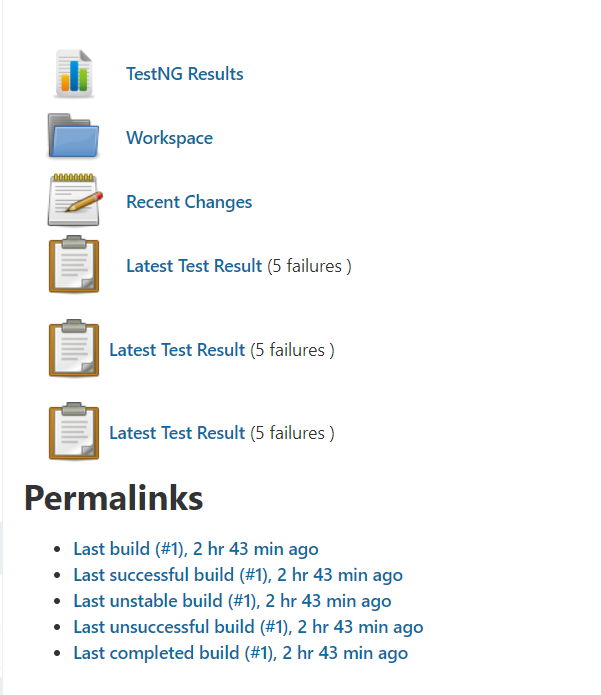 TestNG Results
Workspace
Recent Changes
Latest Test Result (5 failures )
Latest Test Result (5 failures )
Latest Test Result (5 failures )
Permalinks
Last build (#1), 2 hr 43 min ago
Last successful build (#1), 2 hr 43 min ago
Last unstable build (#1), 2 hr 43 min ago
Last unsuccessful build (#1), 2 hr 43 min ago
Last completed build (#1), 2 hr 43 min ago